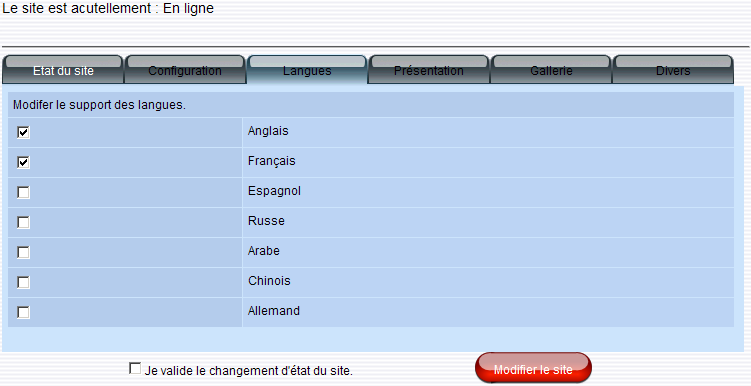 Le site est acutellement : En ligne
Etat du site Configuration Langues Présentation Gallerie Divers
Modifer le support des langues.
Anglais
Français
Espagnol
Russe
Arabe
Chinois
Allemand
Je valide le changement d'état du site. Modifier le site